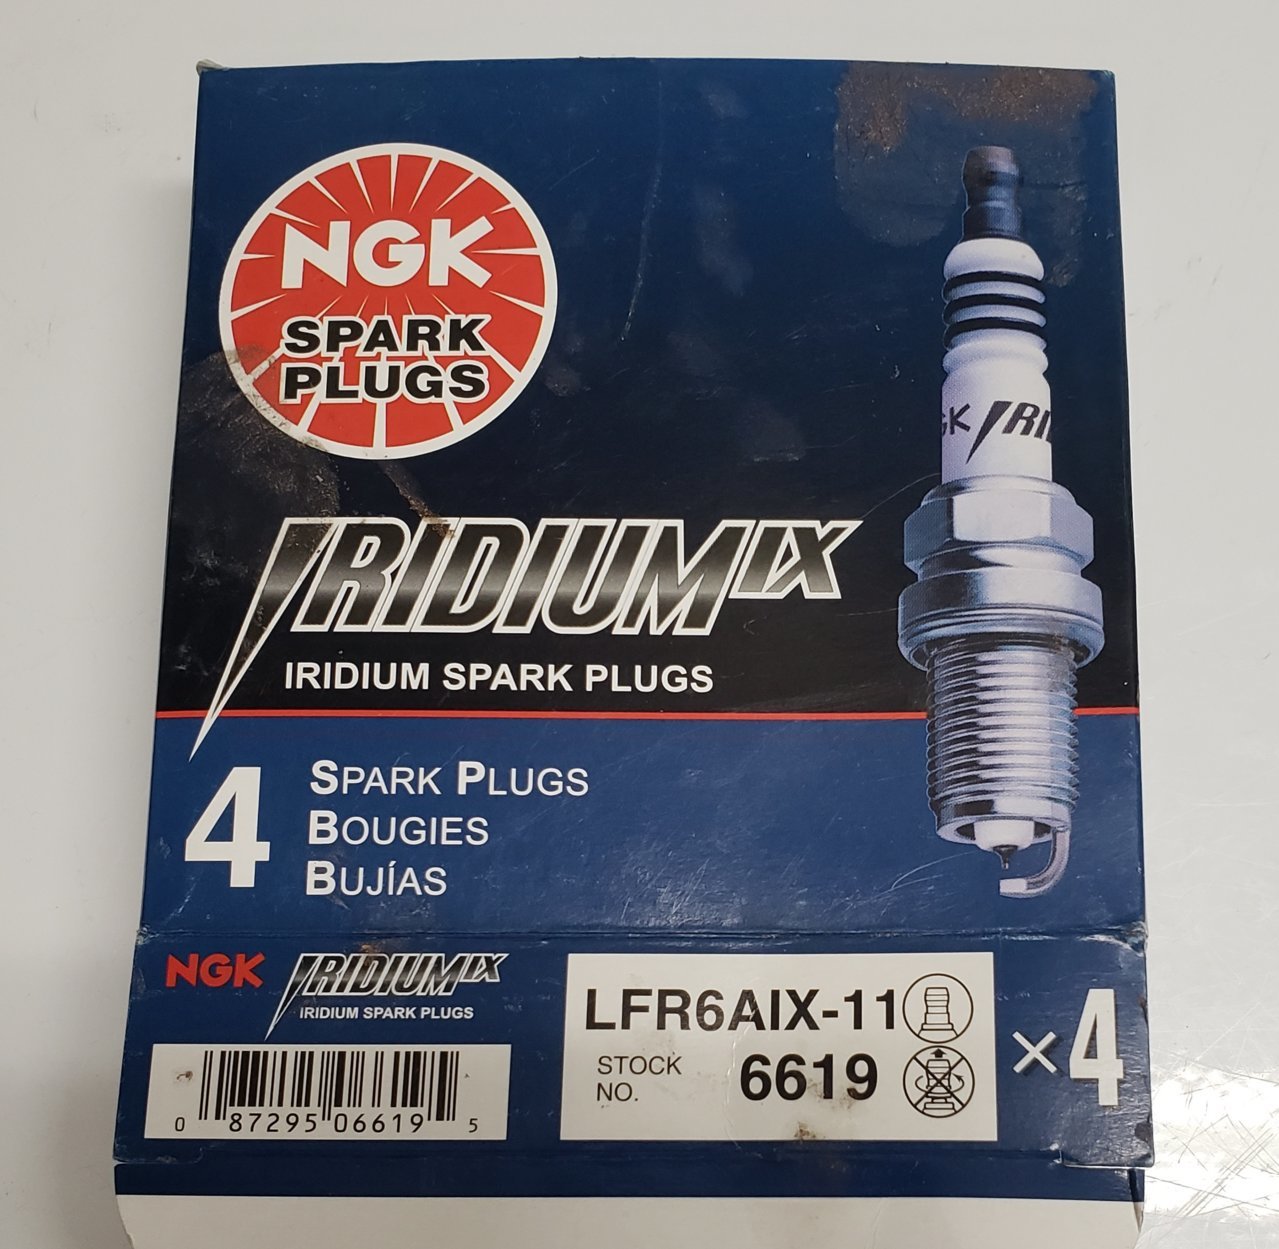 NGK
SPARK
PLUGS
GK IRI
IRIDIUM IX
IRIDIUM SPARK PLUGS
4
SPARK PLUGS
BOUGIES
BUJÍAS
NGK
IRIDIUM IX
IRIDIUM SPARK PLUGS
LFR6AIX-11
STOCK
NO.
6619
×4
0 87295 06619 5